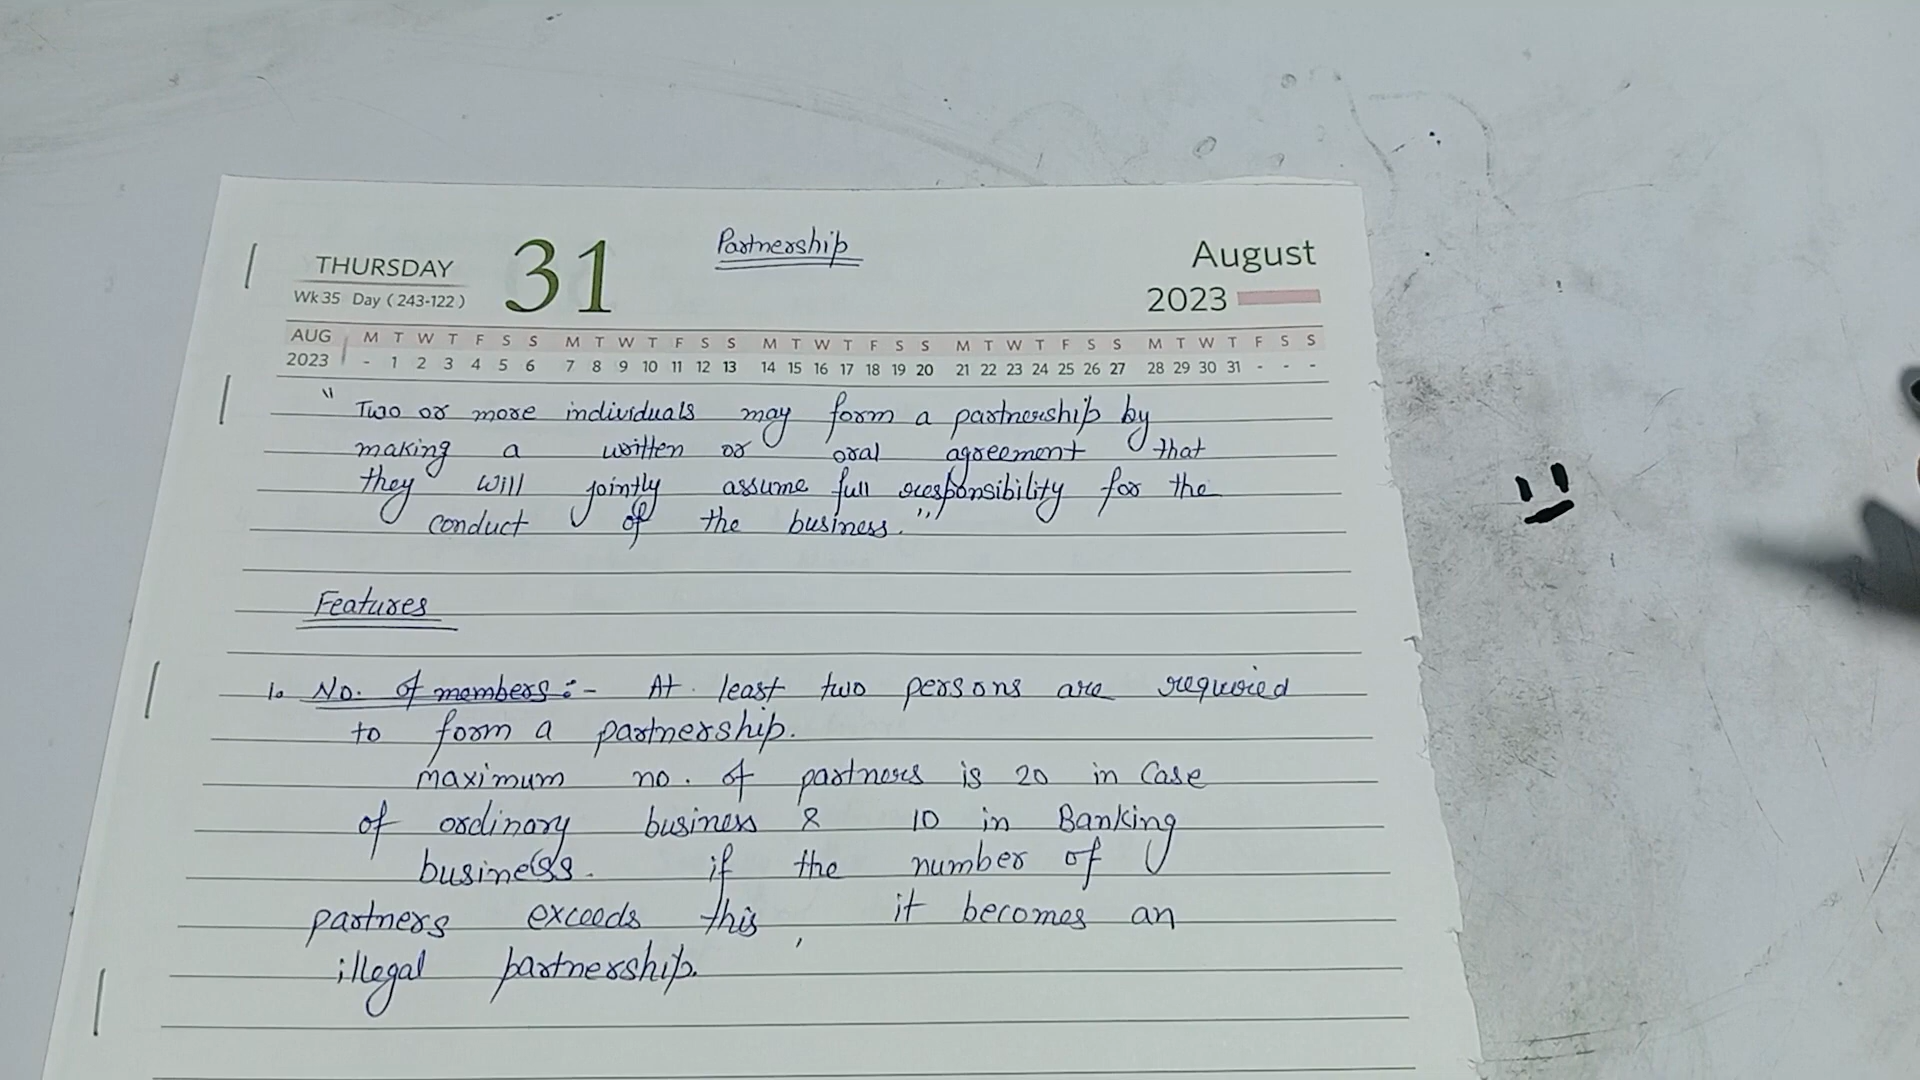 Partnership
THURSDAY 31 August
Wk 35 Day (243-122) 2023
AUG M T W T F S S M T W T F S S M T W T F S S M T W T F S S M T W T F S S
2023 - 1 2 3 4 5 6 7 8 9 10 11 12 13 14 15 16 17 18 19 20 21 22 23 24 25 26 27 28 29 30 31 - - -
" Two or more individuals may form a partnership by
making a written or oral agreement that
they will jointly assume full responsibility for the
conduct of the business."
Features
1. No. of members :- At least two persons are required
to form a partnership.
maximum no. of partners is 20 in Case
of ordinary business & 10 in Banking
business. if the number of
partners exceeds this, it becomes an
illegal partnership.